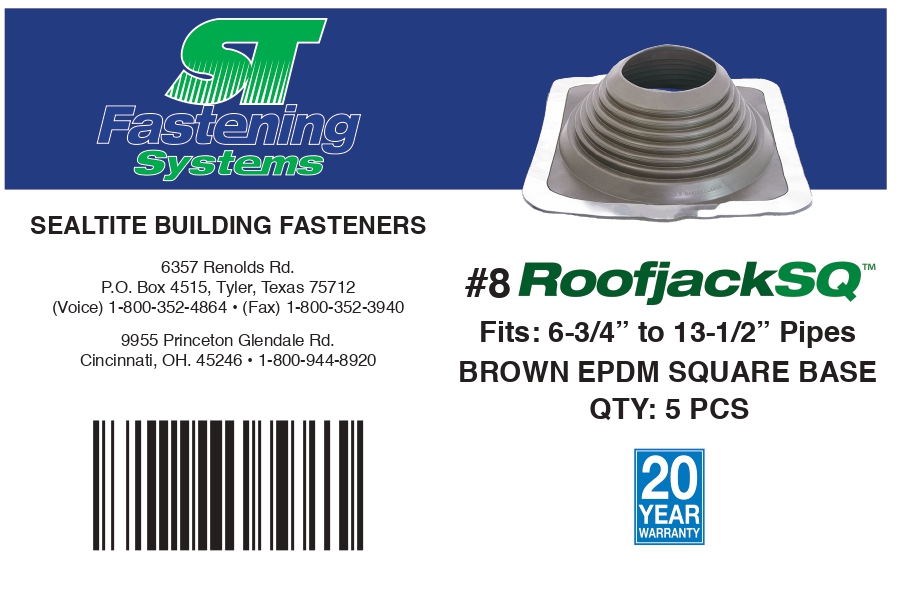 ST
Fastening
Systems
SEALTITE BUILDING FASTENERS
6357 Renolds Rd.
P.O. Box 4515, Tyler, Texas 75712
(Voice) 1-800-352-4864 • (Fax) 1-800-352-3940
9955 Princeton Glendale Rd.
Cincinnati, OH. 45246 • 1-800-944-8920
#8 RoofjackSQ™
Fits: 6-3/4” to 13-1/2” Pipes
BROWN EPDM SQUARE BASE
QTY: 5 PCS
20
YEAR
WARRANTY